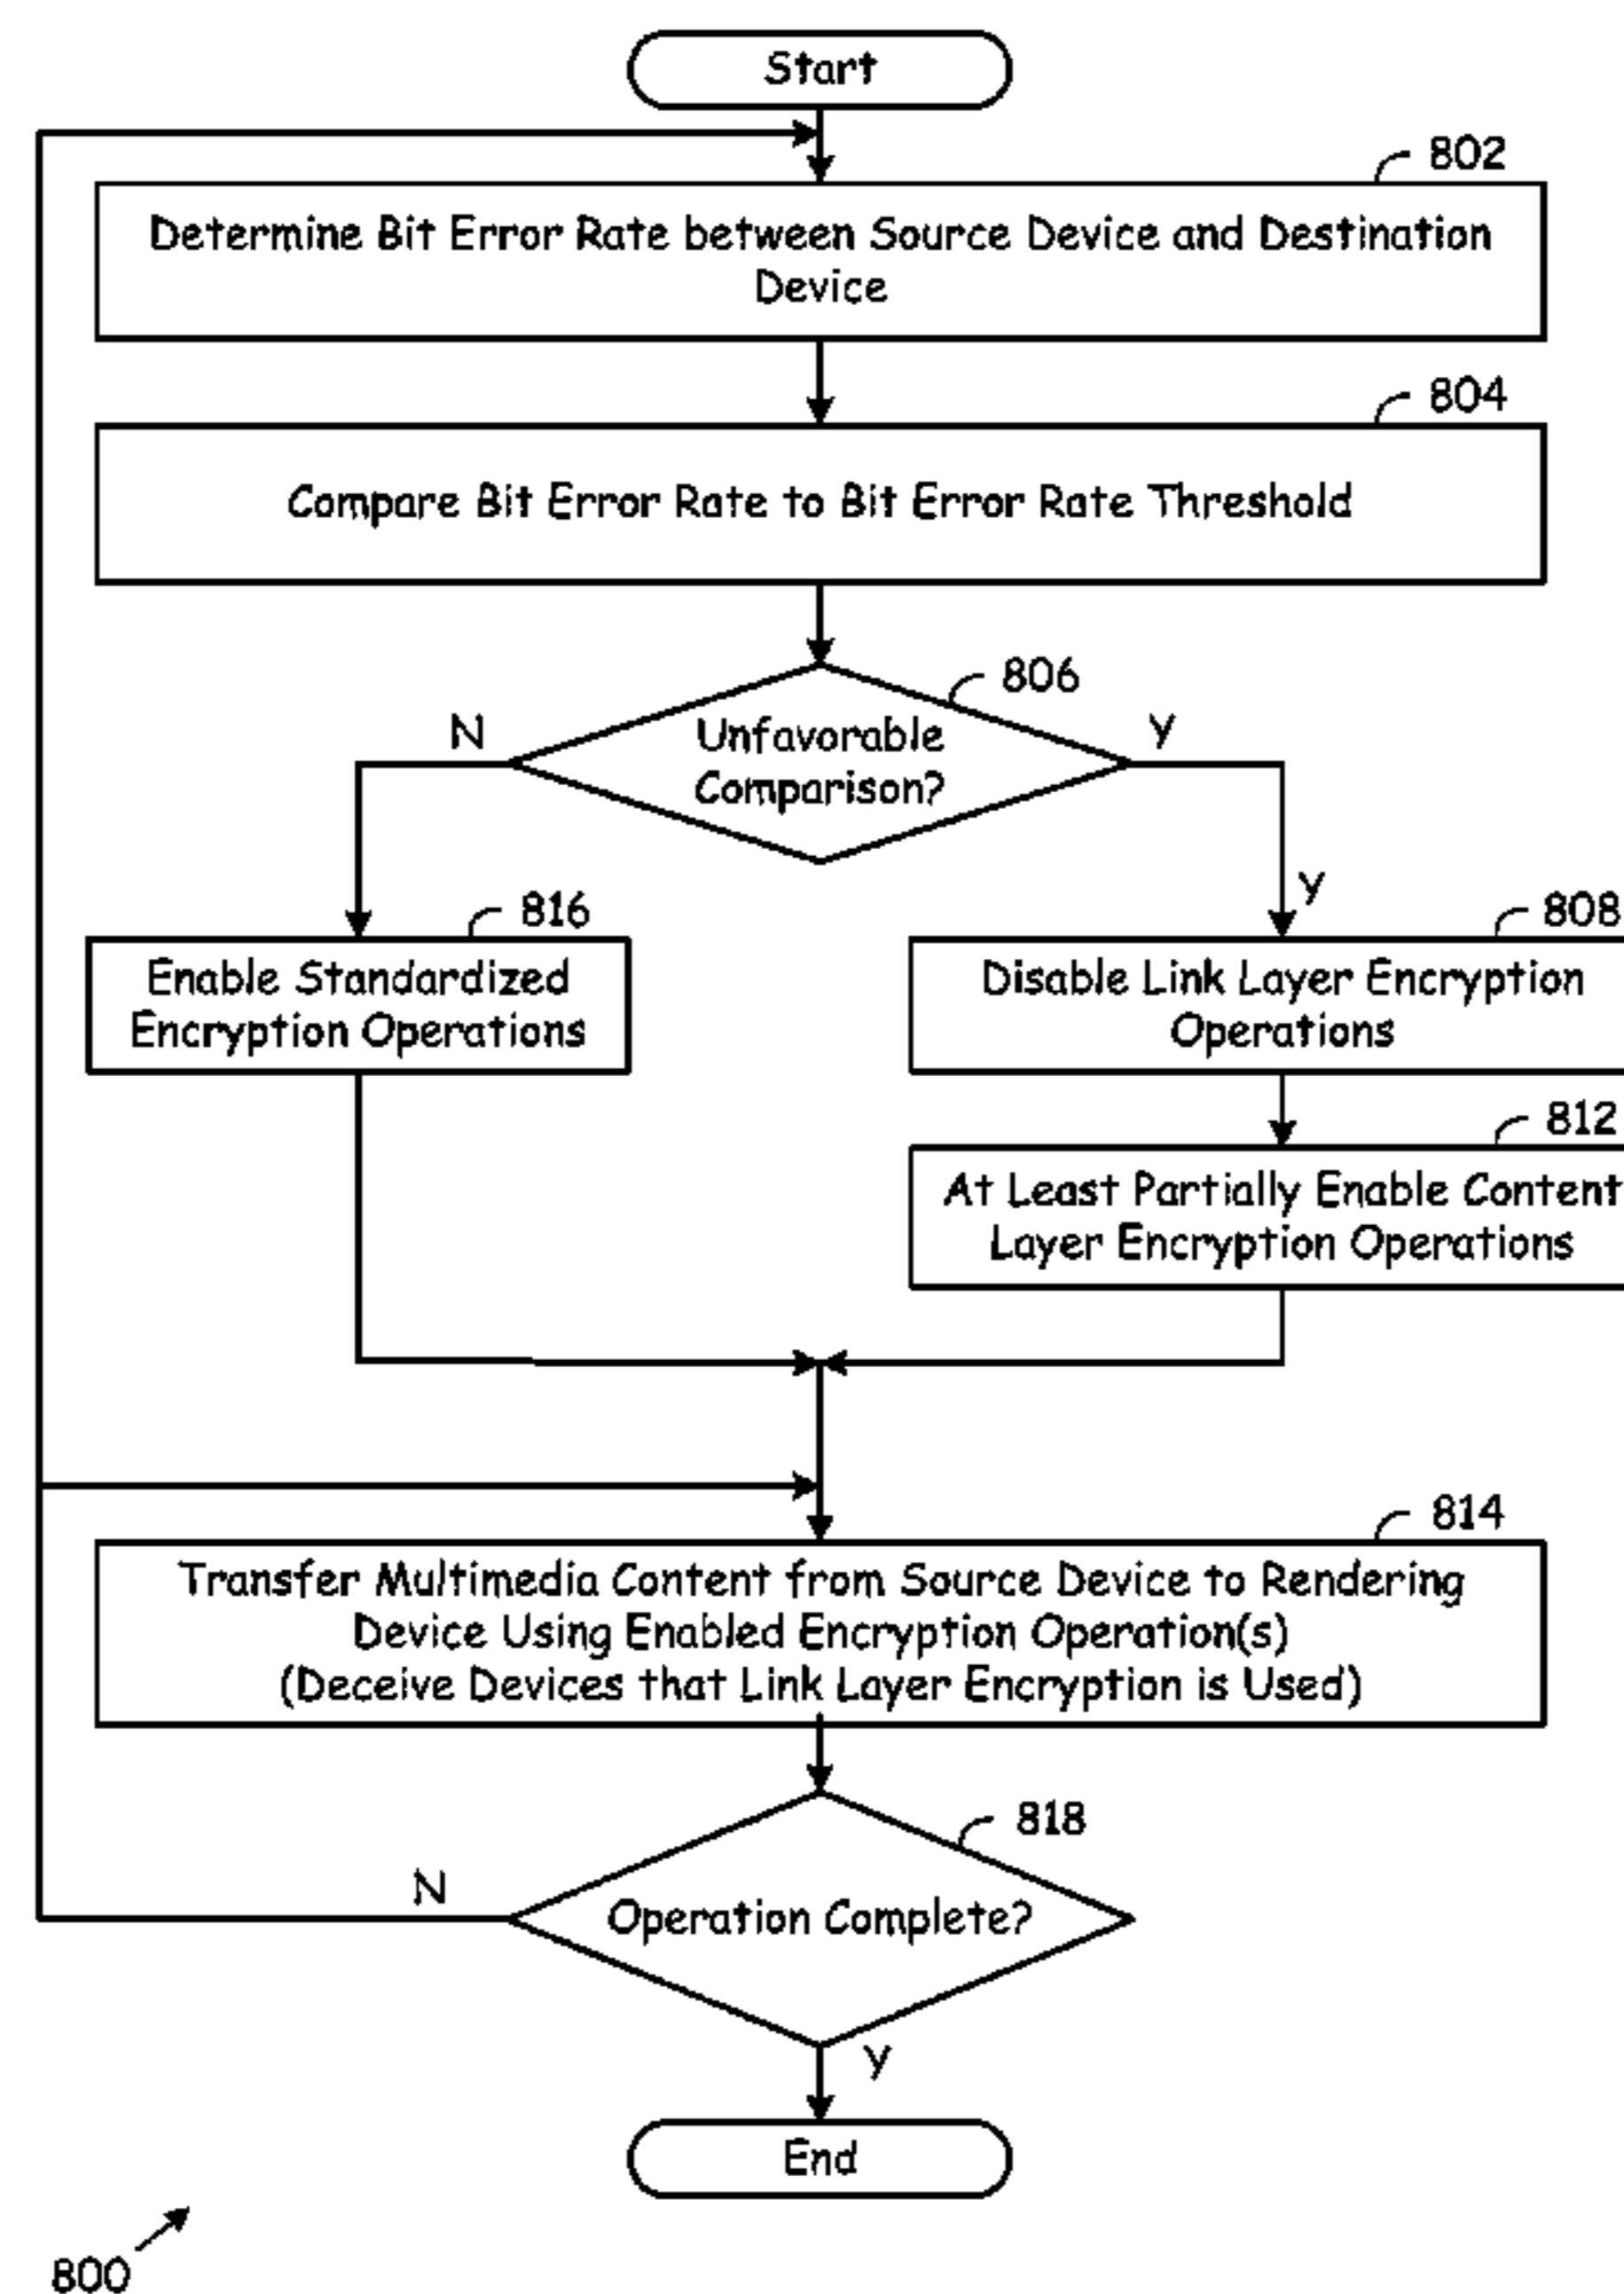 Start
802
Determine Bit Error Rate between Source Device and Destination
Device
804
Compare Bit Error Rate to Bit Error Rate Threshold
806
N
Unfavorable
Comparison?
Y
Y
816
Enable Standardized
Encryption Operations
808
Disable Link Layer Encryption
Operations
812
At Least Partially Enable Content
Layer Encryption Operations
814
Transfer Multimedia Content from Source Device to Rendering
Device Using Enabled Encryption Operation(s)
(Deceive Devices that Link Layer Encryption is Used)
818
N
Operation Complete?
Y
End
800